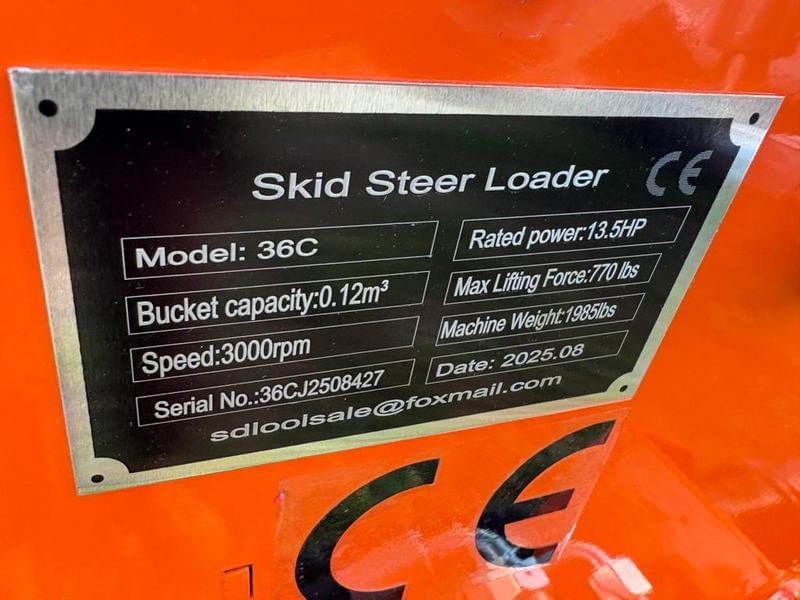 Skid Steer Loader CE
Model: 36C
Rated power:13.5HP
Bucket capacity:0.12m³
Max Lifting Force:770 lbs
Speed:3000rpm
Machine Weight:1985lbs
Serial No.:36CJ2508427
Date: 2025.08
sdloolsale@foxmail.com
CE